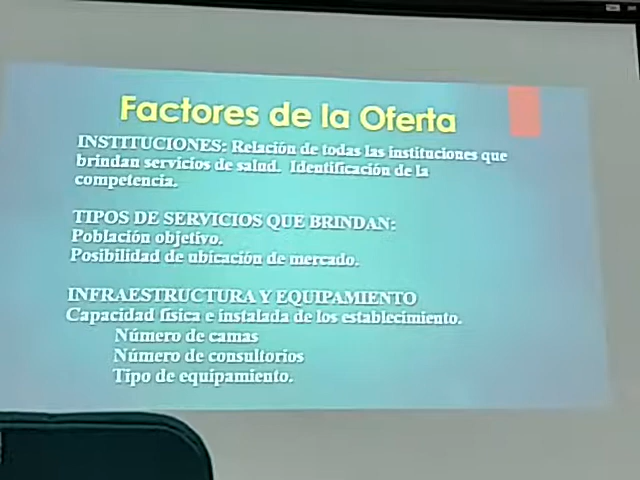 Factores de la Oferta
INSTITUCIONES: Relación de todas las instituciones que
brindan servicios de salud. Identificación de la
competencia.
TIPOS DE SERVICIOS QUE BRINDAN:
Población objetivo.
Posibilidad de ubicación de mercado.
INFRAESTRUCTURA Y EQUIPAMIENTO
Capacidad física e instalada de los establecimiento.
Número de camas
Número de consultorios
Tipo de equipamiento.